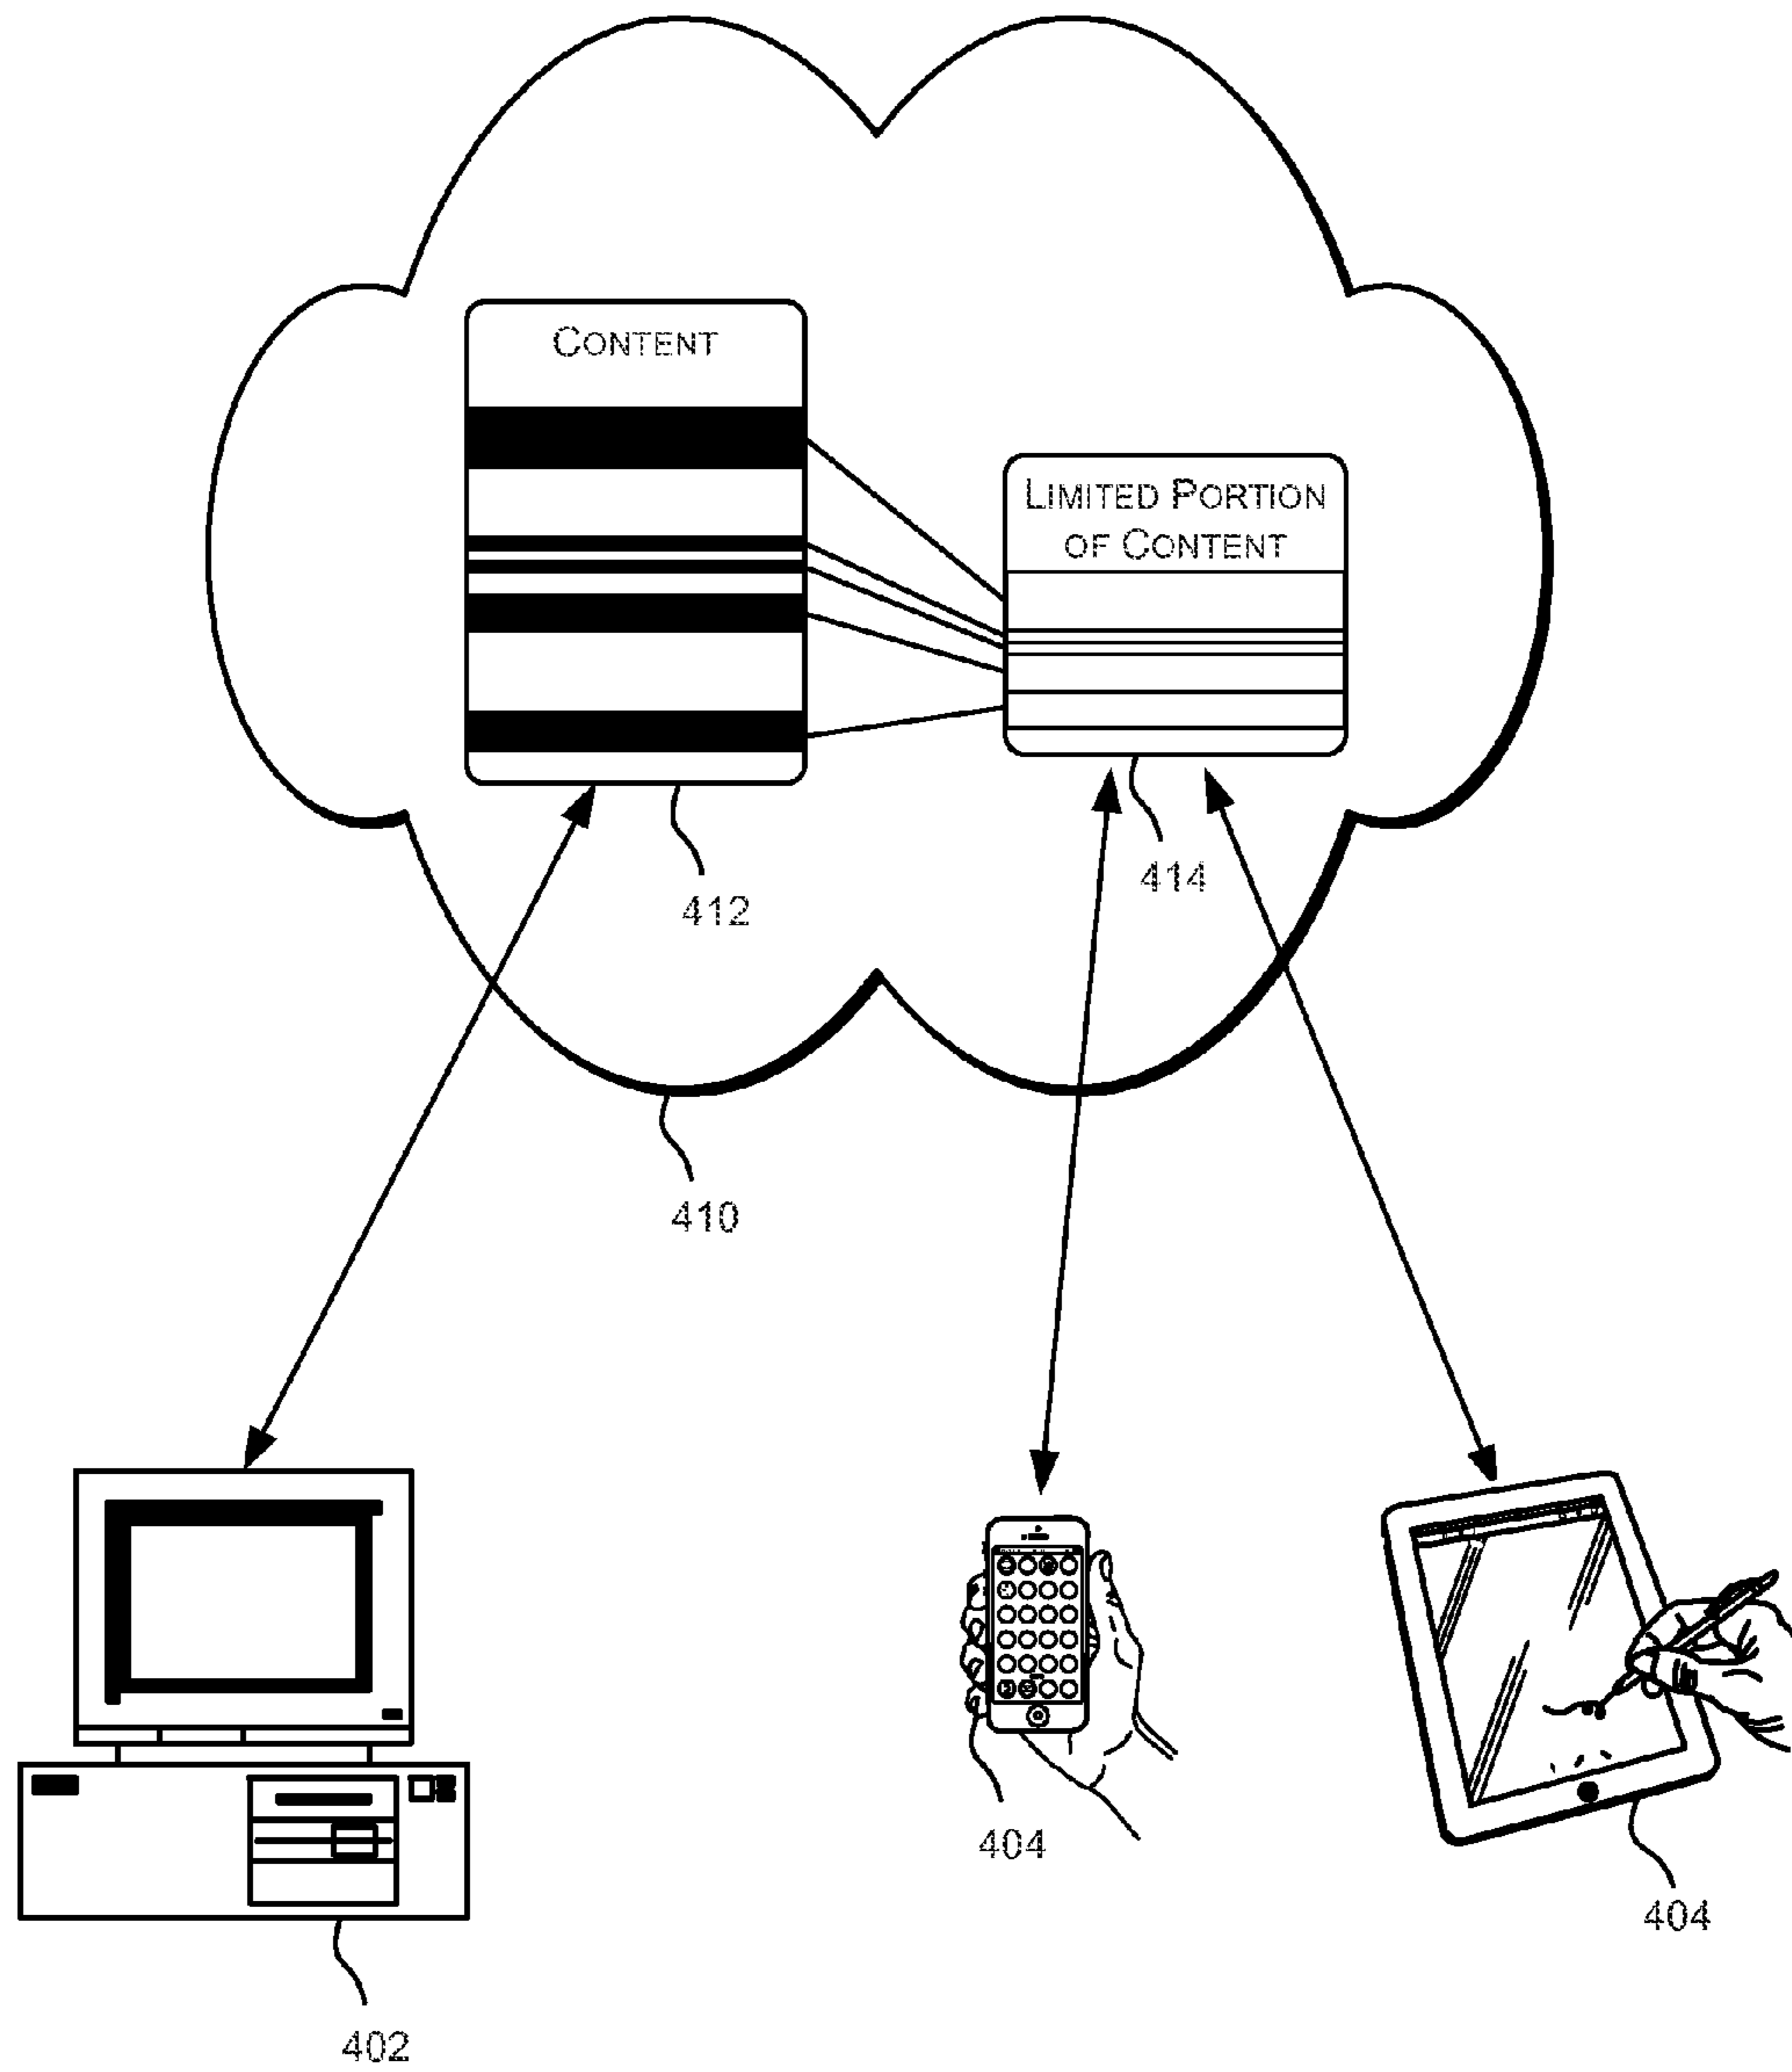 CONTENT
LIMITED PORTION
OF CONTENT
414
412
410
404
404
402